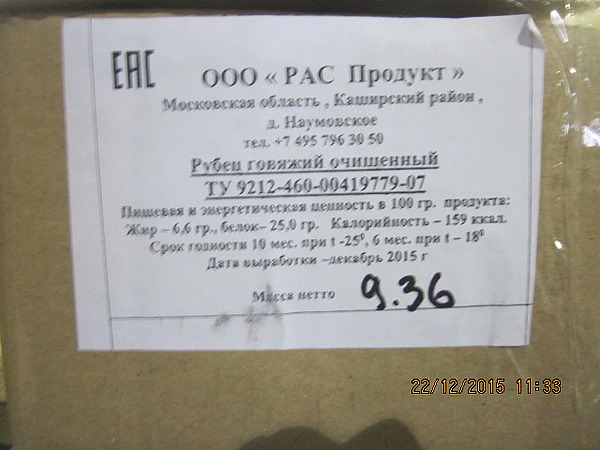 EAC
ООО « РАС Продукт »
Московская область , Каширский район ,
д. Наумовское
тел. +7 495 796 30 50
Рубец говяжий очищенный
ТУ 9212-460-00419779-07
Пищевая и энергетическая ценность в 100 гр. продукта:
Жир – 6,6 гр., белок– 25,0 гр. Калорийность – 159 ккал.
Срок годности 10 мес. при t -25⁰, 6 мес. при t – 18⁰
Дата выработки –декабрь 2015 г
Масса нетто 9.36
22/12/2015 11:33